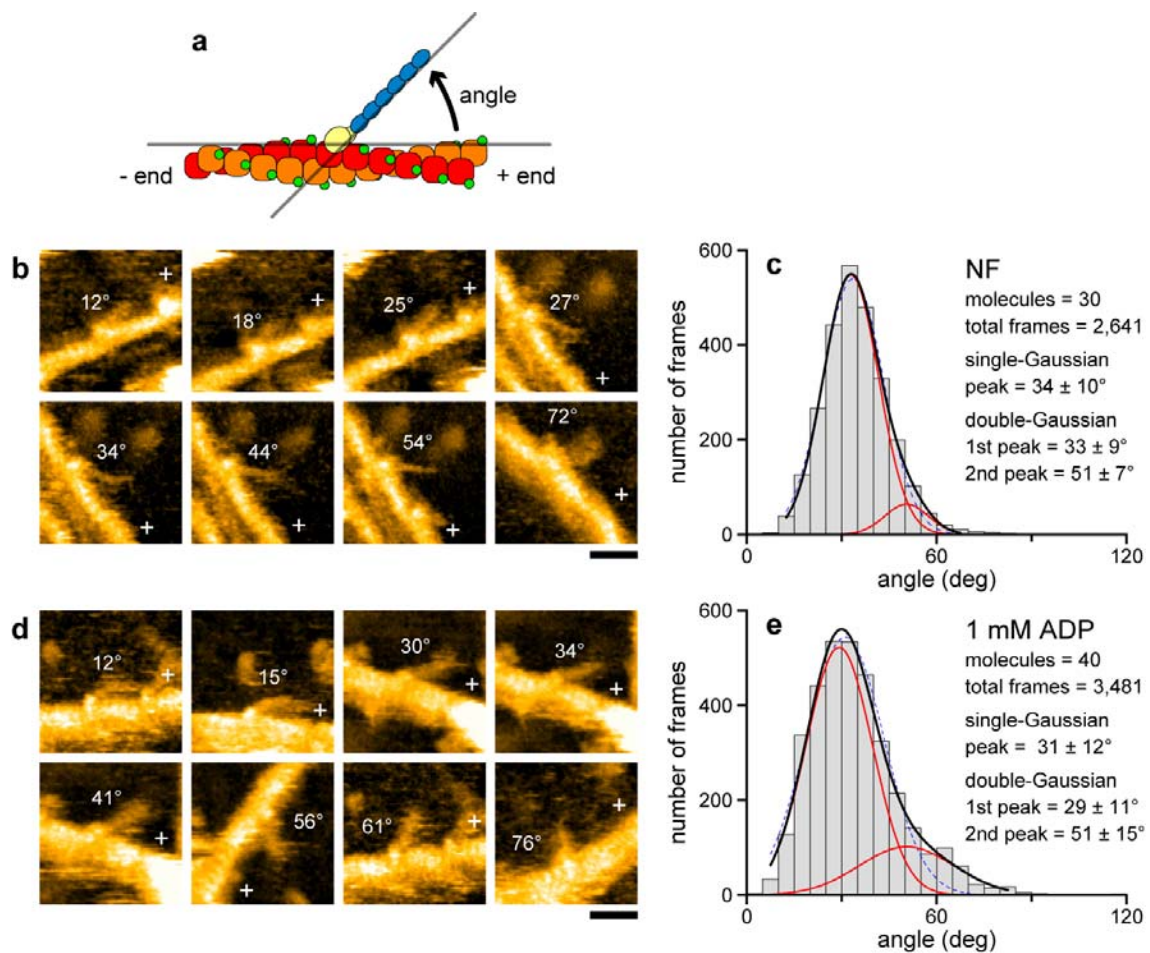 a
angle
- end
+ end
b
12°
+
18°
+
25°
+
27°
+
34°
+
44°
+
54°
+
72°
+
c
NF
molecules = 30
total frames = 2,641
single-Gaussian
peak = 34 ± 10°
double-Gaussian
1st peak = 33 ± 9°
2nd peak = 51 ± 7°
number of frames
600
400
200
0
0
60
120
angle (deg)
d
12°
+
15°
+
30°
+
34°
+
41°
+
56°
+
61°
+
76°
+
e
1 mM ADP
molecules = 40
total frames = 3,481
single-Gaussian
peak = 31 ± 12°
double-Gaussian
1st peak = 29 ± 11°
2nd peak = 51 ± 15°
number of frames
600
400
200
0
0
60
120
angle (deg)